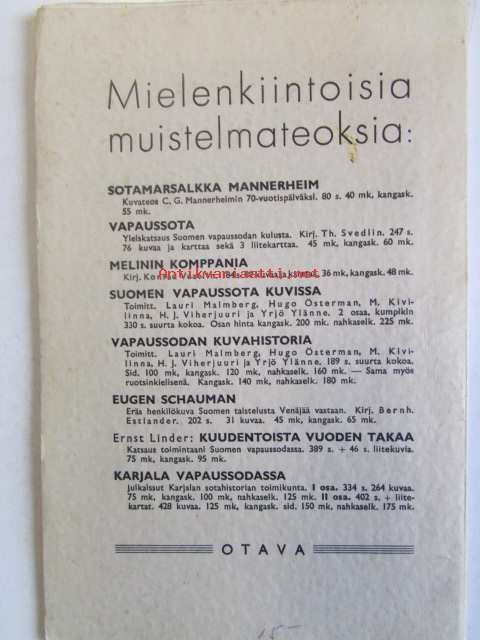 Mielenkiintoisia
muistelmateoksia:
SOTAMARSALKKA MANNERHEIM
Kuvateos C. G. Mannerheimin 70-vuotispäiväksi. 80 s. 40 mk, kangask.
55 mk.
VAPAUSSOTA
Yleiskatsaus Suomen vapaussodan kulusta. Kirj. Th. Svedlin. 247 s.
76 kuvaa ja karttaa sekä 3 liitekarttaa. 45 mk, kangask. 60 mk.
MELININ KOMPPANIA
Kirj. 184 s. 36 mk, kangask. 48 mk.
SUOMEN VAPAUSSOTA KUVISSA
Toimitt. Lauri Malmberg, Hugo Österman, M. Kivi-
linna, H. J. Viherjuuri ja Yrjö Ylänne. 2 osaa, kumpikin
330 s. suurta kokoa. Osan hinta kangask. 200 mk. nahkaselk. 225 mk.
VAPAUSSODAN KUVAHISTORIA
Toimitt. Lauri Malmberg, Hugo Österman, M. Kivi-
linna, H. J. Viherjuuri ja Yrjö Ylänne. 189 s. suurta kokoa.
Sid. 100 mk, kangask. 120 mk, nahkaselk. 160 mk. — Sama myös
ruotsinkielisenä. Kangask. 140 mk, nahkaselk. 180 mk.
EUGEN SCHAUMAN
Eräs henkilökuva Suomen taistelusta Venäjää vastaan. Kirj. Bernh.
Estlander. 202 s. 31 kuvaa. 45 mk, kangask. 65 mk.
Ernst Linder: KUUDENTOISTA VUODEN TAKAA
Katsaus toimintaani Suomen vapaussodassa. 389 s. + 46 s. liitekuvia.
75 mk, kangask. 95 mk.
KARJALA VAPAUSSODASSA
Julkaissut Karjalan sotahistorian toimikunta. I osa. 334 s. 264 kuvaa.
75 mk, kangask. 100 mk, nahkaselk. 125 mk. II osa. 402 s. + liite-
kartat. 428 kuvaa. 125 mk, kangask. sid. 150 mk, nahkaselk. 175 mk.
OTAVA
15-